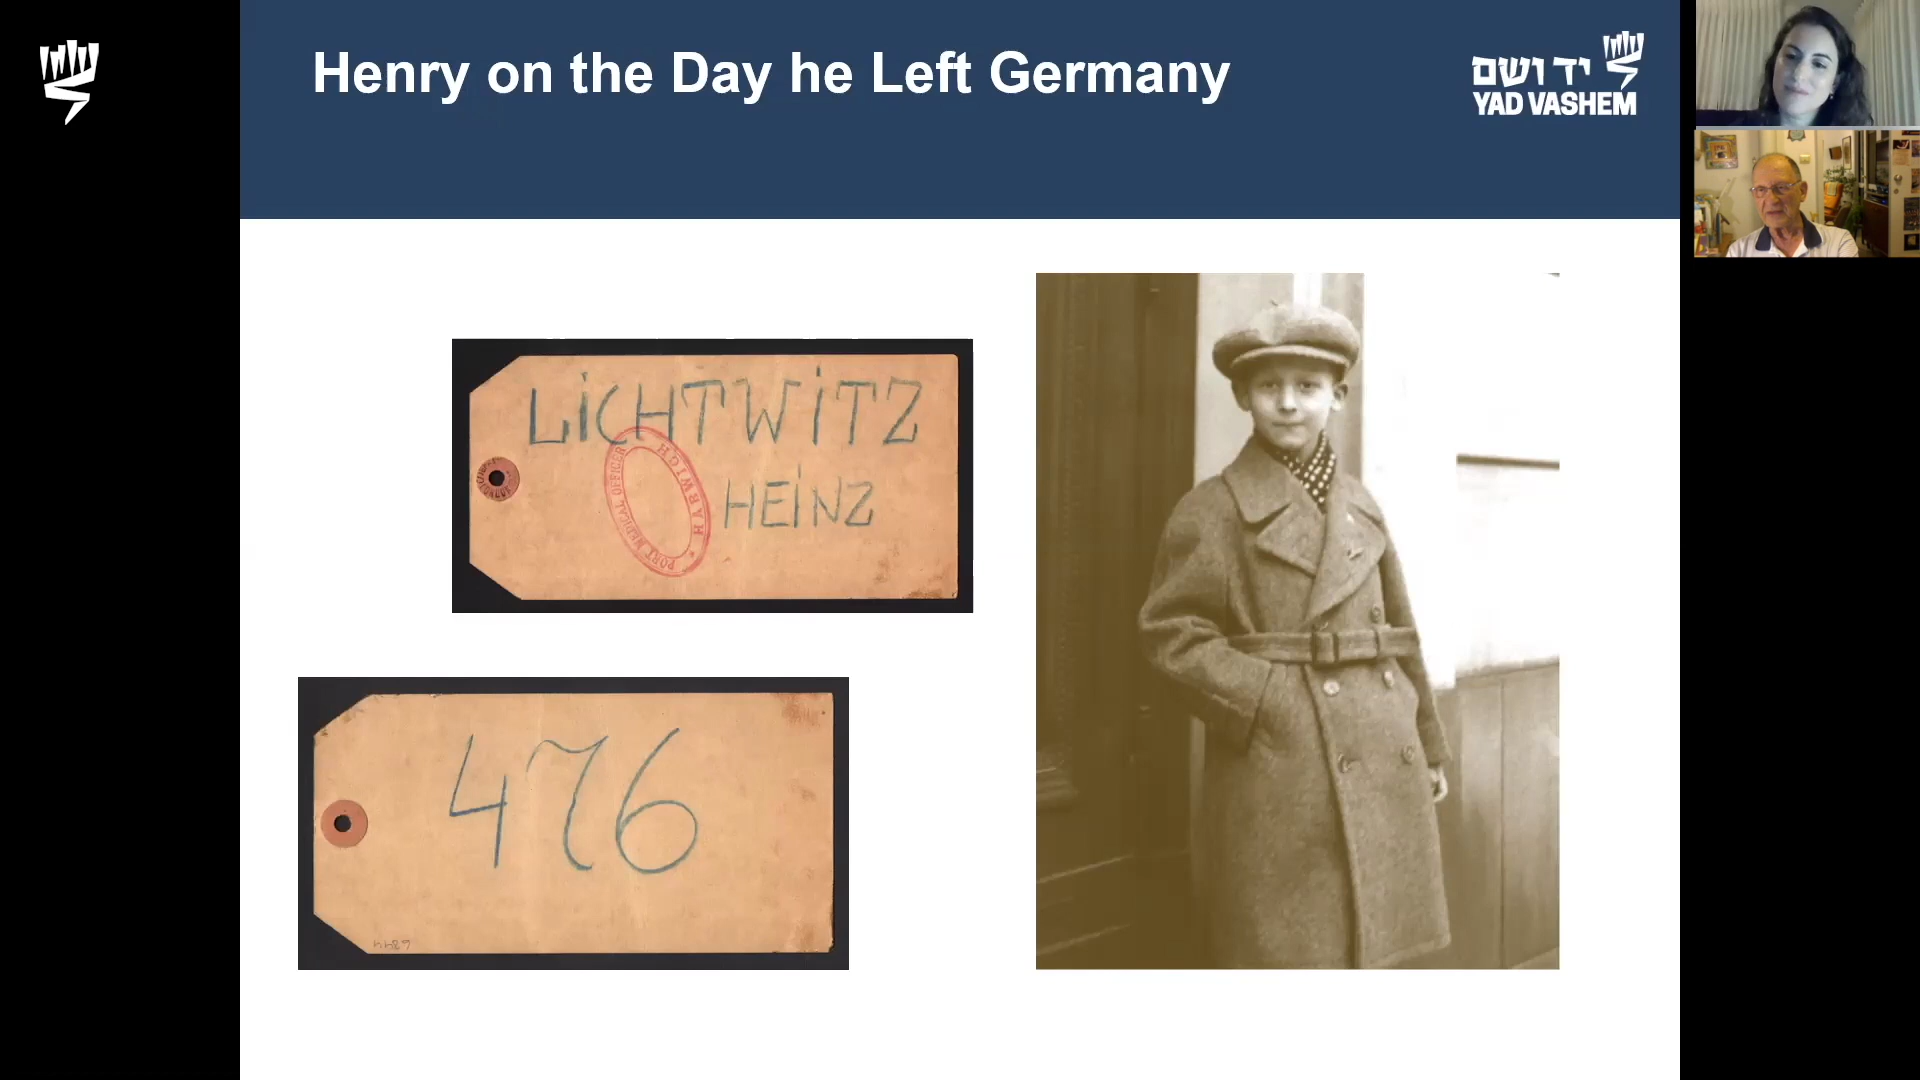 Henry on the Day he Left Germany
יד ושם
YAD VASHEM
LiCHTWiTZ
HEiNZ
PORT MEDICAL OFFICER
HARWICH
476